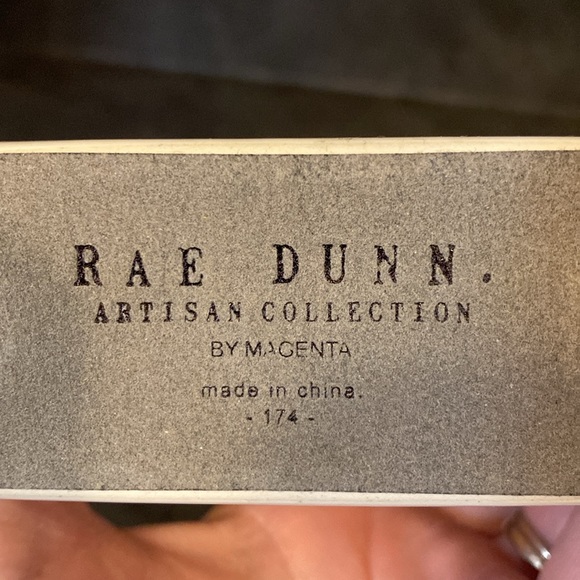 RAE DUNN.
ARTISAN COLLECTION
BY MAGENTA
made in china.
- 174 -